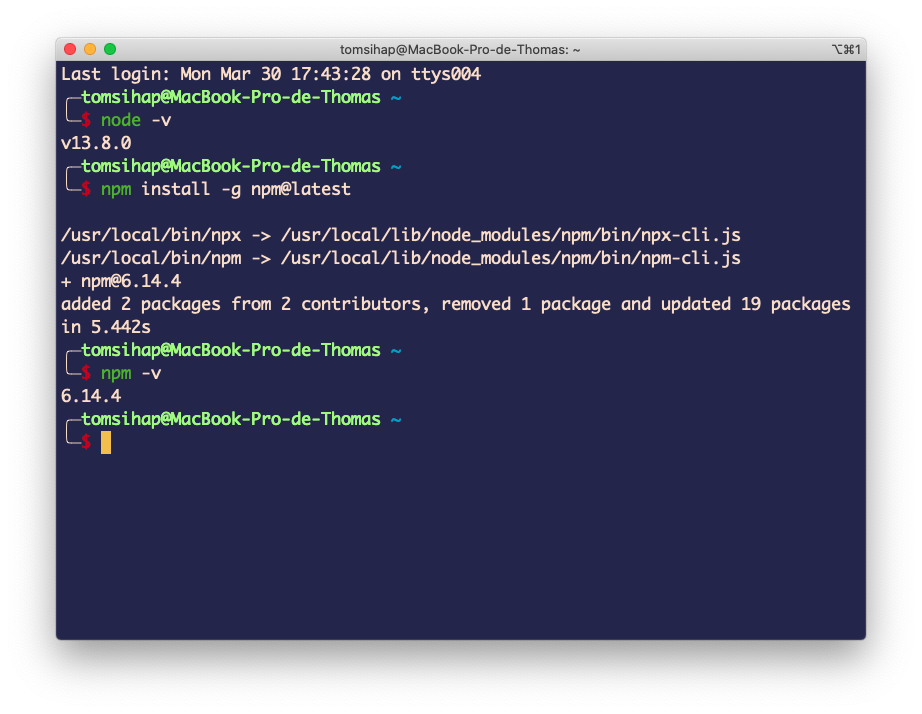 tomsihap@MacBook-Pro-de-Thomas: ~ ⌥⌘1
Last login: Mon Mar 30 17:43:28 on ttys004
╭─tomsihap@MacBook-Pro-de-Thomas ~
╰─$ node -v
v13.8.0
╭─tomsihap@MacBook-Pro-de-Thomas ~
╰─$ npm install -g npm@latest
/usr/local/bin/npx -> /usr/local/lib/node_modules/npm/bin/npx-cli.js
/usr/local/bin/npm -> /usr/local/lib/node_modules/npm/bin/npm-cli.js
+ npm@6.14.4
added 2 packages from 2 contributors, removed 1 package and updated 19 packages
in 5.442s
╭─tomsihap@MacBook-Pro-de-Thomas ~
╰─$ npm -v
6.14.4
╭─tomsihap@MacBook-Pro-de-Thomas ~
╰─$